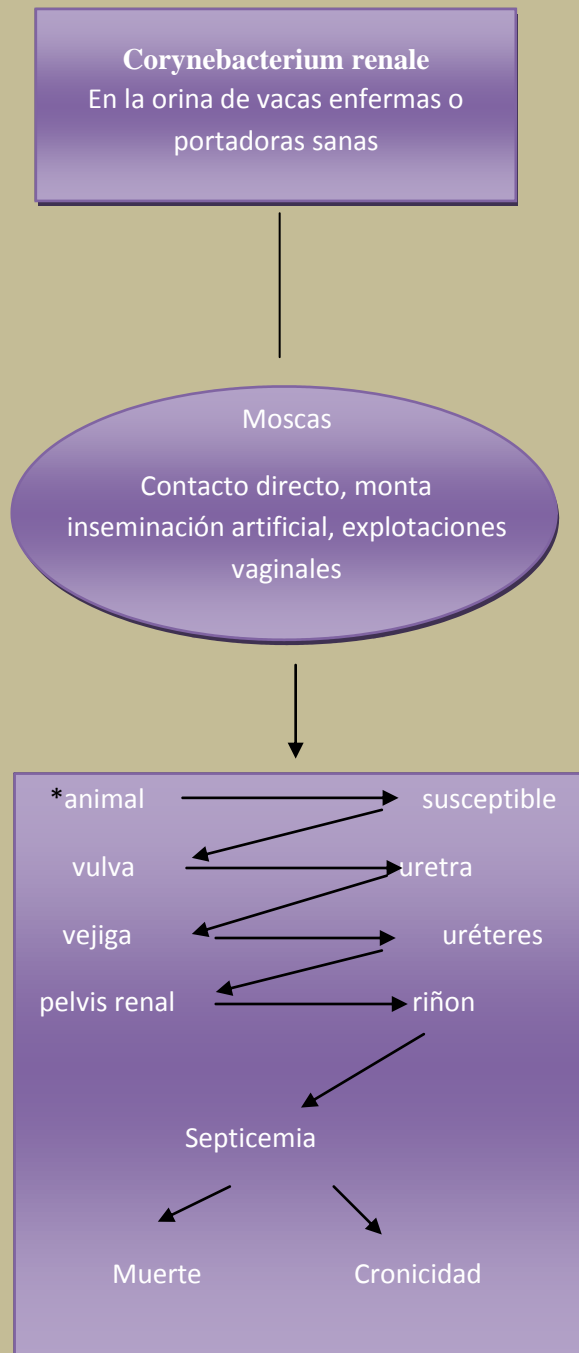 Corynebacterium renale
En la orina de vacas enfermas o
portadoras sanas
Moscas
Contacto directo, monta
inseminación artificial, explotaciones
vaginales
*animal susceptible
vulva uretra
vejiga uréteres
pelvis renal riñon
Septicemia
Muerte Cronicidad